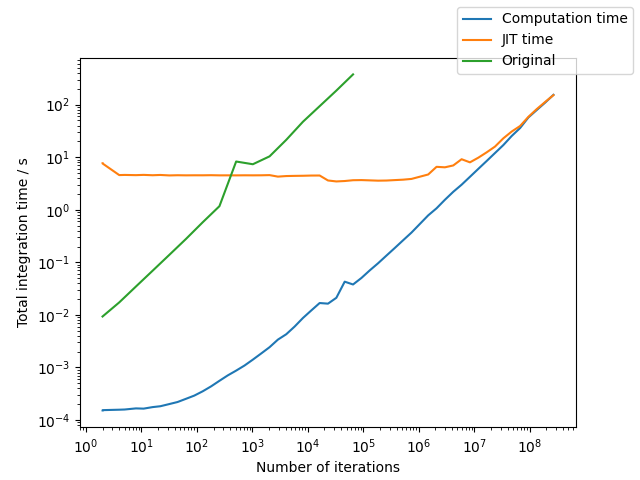 Computation time
JIT time
Original
10²
10¹
10⁰
10⁻¹
10⁻²
10⁻³
10⁻⁴
Total integration time / s
10⁰ 10¹ 10² 10³ 10⁴ 10⁵ 10⁶ 10⁷ 10⁸
Number of iterations